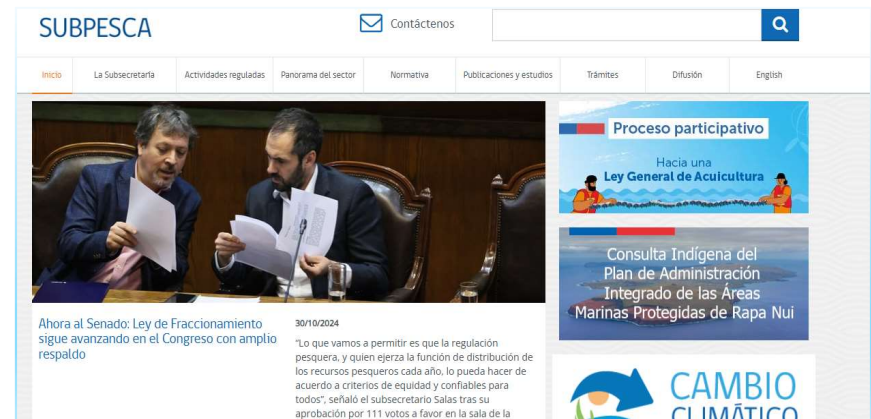 SUBPESCA
Contáctenos
Inicio
La Subsecretaría
Actividades reguladas
Panorama del sector
Normativa
Publicaciones y estudios
Trámites
Difusión
English
Proceso participativo
Hacia una
Ley General de Acuicultura
Consulta Indígena del
Plan de Administración
Integrado de las Áreas
Marinas Protegidas de Rapa Nui
Ahora al Senado: Ley de Fraccionamiento
sigue avanzando en el Congreso con amplio
respaldo
30/10/2024
"Lo que vamos a permitir es que la regulación
pesquera, y quien ejerza la función de distribución de
los recursos pesqueros cada año, lo pueda hacer de
acuerdo a criterios de equidad y confiables para
todos", señaló el subsecretario Salas tras su
aprobación por 111 votos a favor en la sala de la
CAMBIO
CLIMÁTICO